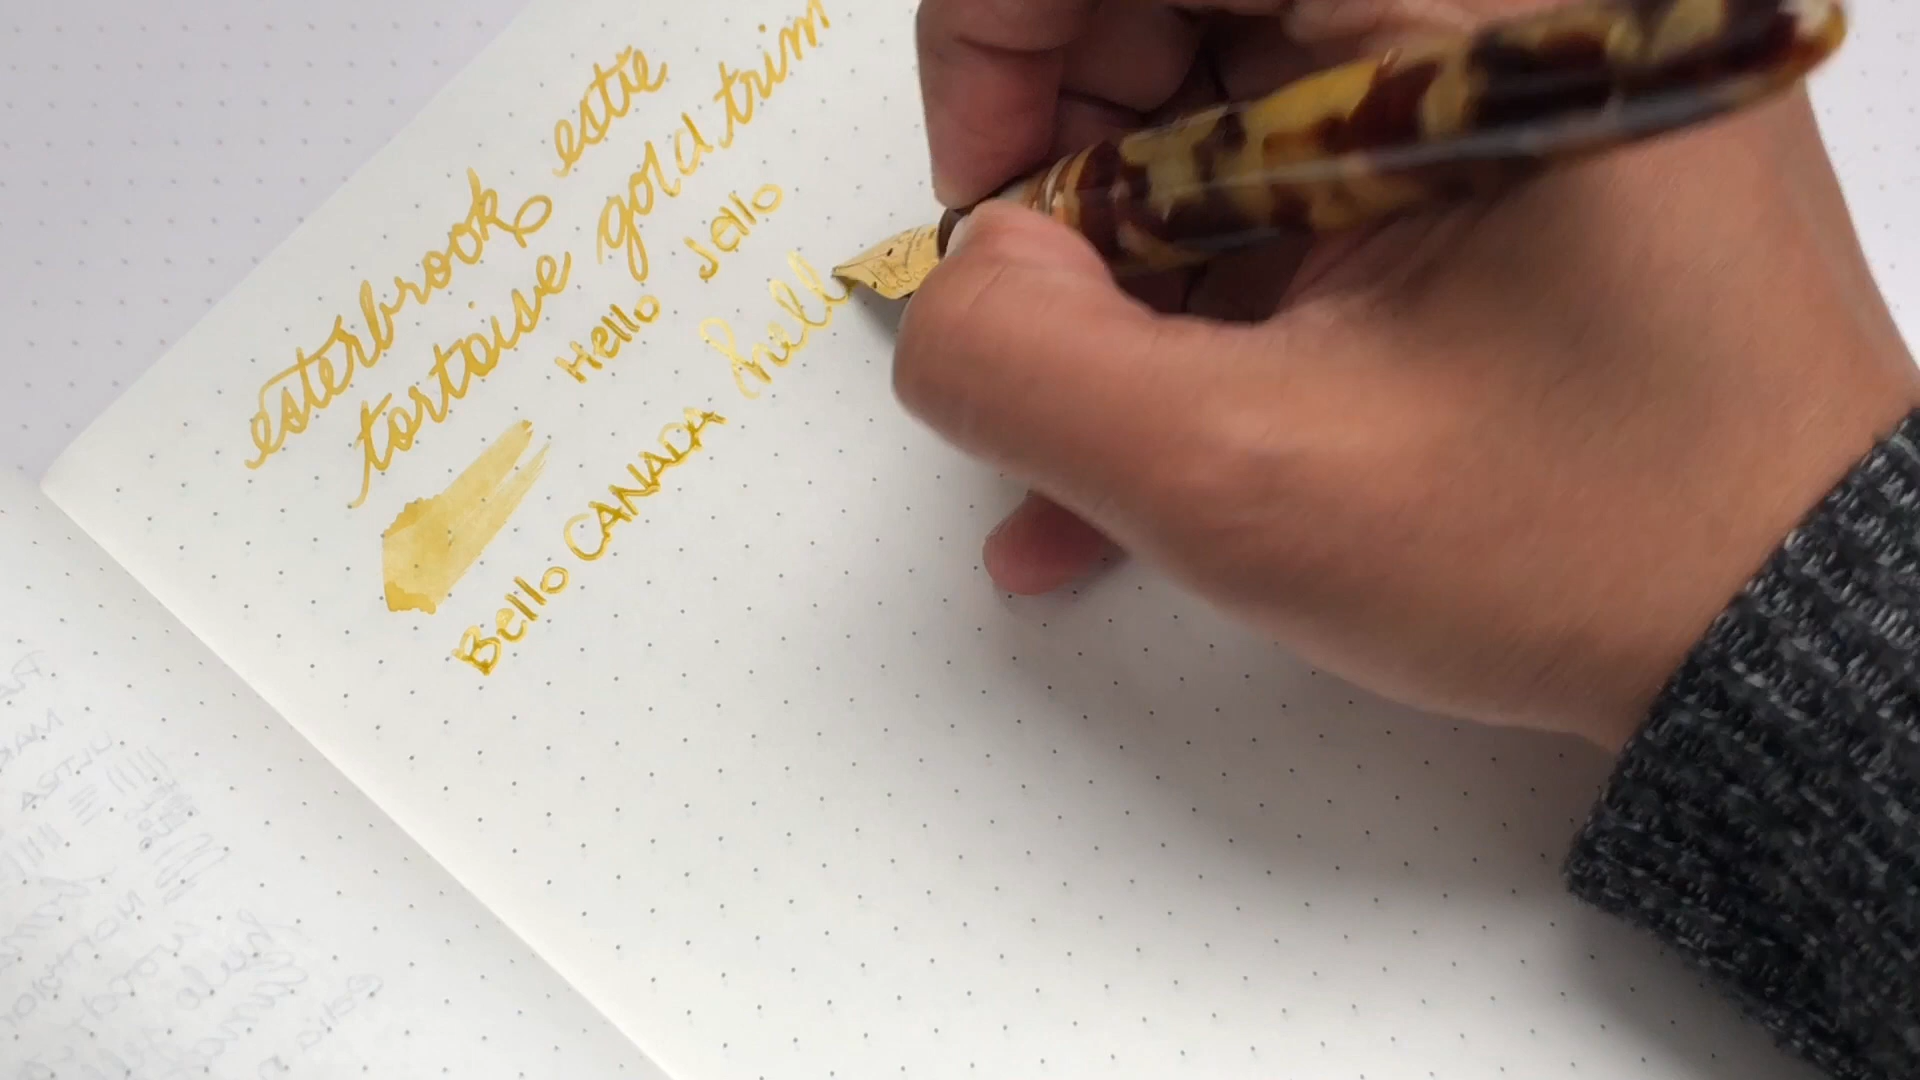 esterbrook estie
tortoise gold trim
Hello Jello
Bello CANADA hell